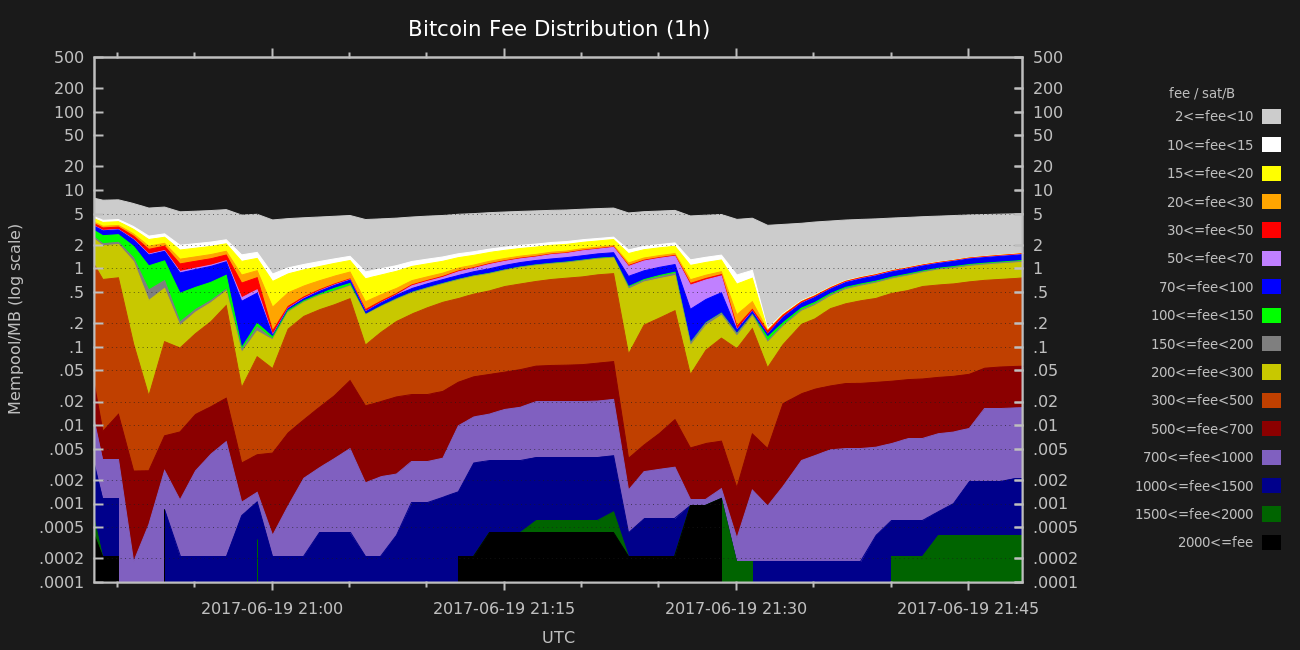 Bitcoin Fee Distribution (1h)
Mempool/MB (log scale)
500
200
100
50
20
10
5
2
1
.5
.2
.1
.05
.02
.01
.005
.002
.001
.0005
.0002
.0001
500
200
100
50
20
10
5
2
1
.5
.2
.1
.05
.02
.01
.005
.002
.001
.0005
.0002
.0001
2017-06-19 21:00
2017-06-19 21:15
2017-06-19 21:30
2017-06-19 21:45
UTC
fee / sat/B
2<=fee<10
10<=fee<15
15<=fee<20
20<=fee<30
30<=fee<50
50<=fee<70
70<=fee<100
100<=fee<150
150<=fee<200
200<=fee<300
300<=fee<500
500<=fee<700
700<=fee<1000
1000<=fee<1500
1500<=fee<2000
2000<=fee